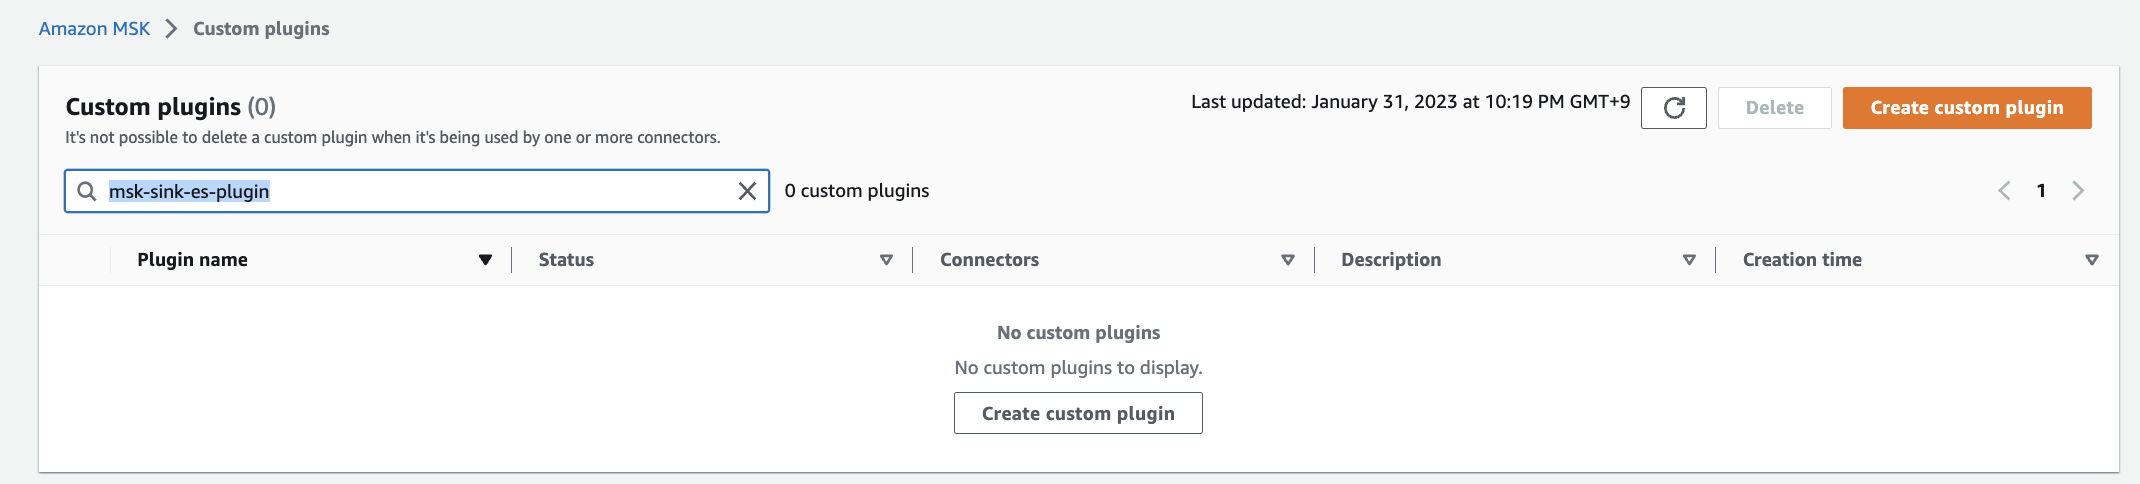 Amazon MSK > Custom plugins
Custom plugins (0)
Last updated: January 31, 2023 at 10:19 PM GMT+9
Delete
Create custom plugin
It's not possible to delete a custom plugin when it's being used by one or more connectors.
msk-sink-es-plugin
0 custom plugins
1
Plugin name
Status
Connectors
Description
Creation time
No custom plugins
No custom plugins to display.
Create custom plugin